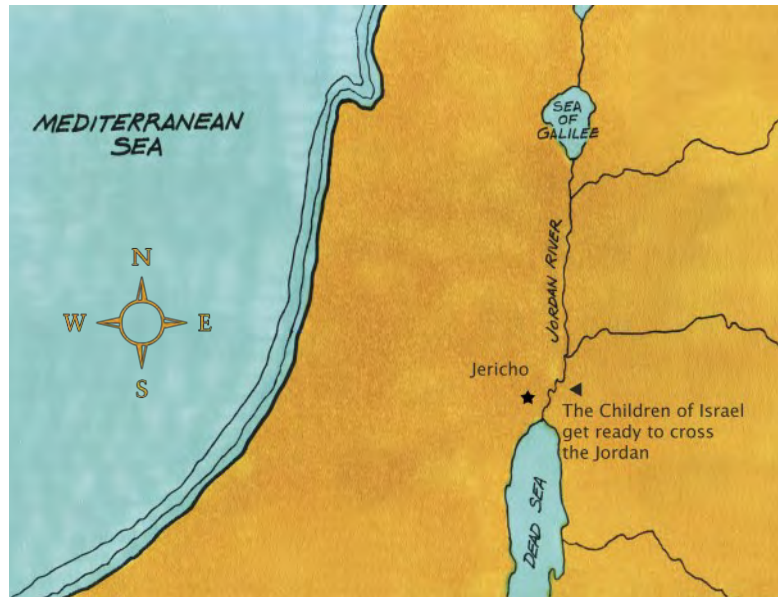 MEDITERRANEAN
SEA
SEA
OF
GALILEE
JORDAN RIVER
N
W
E
S
Jericho
The Children of Israel
get ready to cross
the Jordan
DEAD SEA